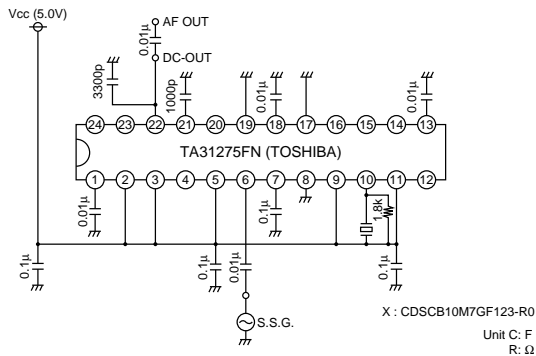 Vcc (5.0V)
AF OUT
0.01μ
DC-OUT
3300p
1000p
0.01μ
0.01μ
24 23 22 21 20 19 18 17 16 15 14 13
TA31275FN (TOSHIBA)
1 2 3 4 5 6 7 8 9 10 11 12
0.01μ
0.1μ
1.8k
0.1μ
0.1μ
0.01μ
0.1μ
S.S.G.
X : CDSCB10M7GF123-R0
Unit C: F
R: Ω